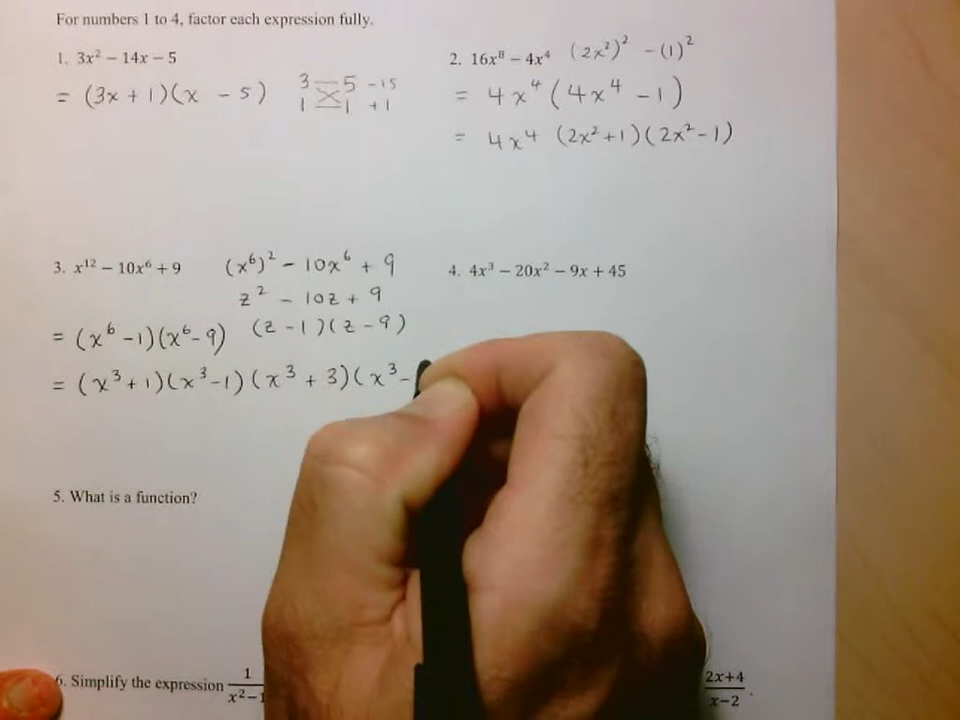 For numbers 1 to 4, factor each expression fully.
1. 3x² – 14x – 5
= (3x + 1)(x – 5)
3 5 -15
1 1 +1
2. 16x⁸ – 4x⁴ (2x²)² – (1)²
= 4x⁴(4x⁴ – 1)
= 4x⁴ (2x²+1)(2x²–1)
3. x¹² – 10x⁶ + 9 (x⁶)² – 10x⁶ + 9
z² – 10z + 9
= (x⁶ –1)(x⁶– 9) (z – 1)(z – 9)
= (x³+1)(x³–1)(x³ + 3)(x³–
4. 4x³ – 20x² – 9x + 45
5. What is a function?
6. Simplify the expression 1/x²–1
2x+4/x–2 .